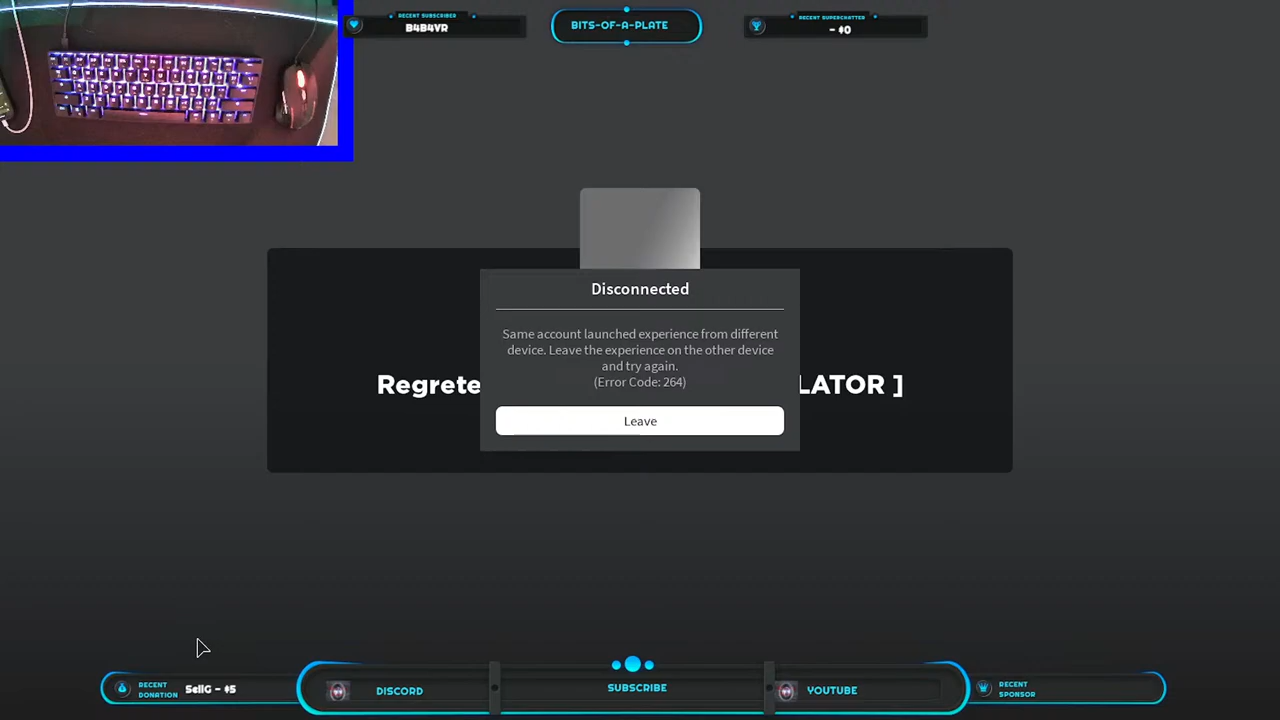 RECENT SUBSCRIBER
B4B4VR
BITS-OF-A-PLATE
RECENT SUPERCHATTER
- $0
Disconnected
Same account launched experience from different
device. Leave the experience on the other device
and try again.
(Error Code: 264)
Regrete
LATOR ]
Leave
RECENT
DONATION
SellG - $5
DISCORD
SUBSCRIBE
YOUTUBE
RECENT
SPONSOR